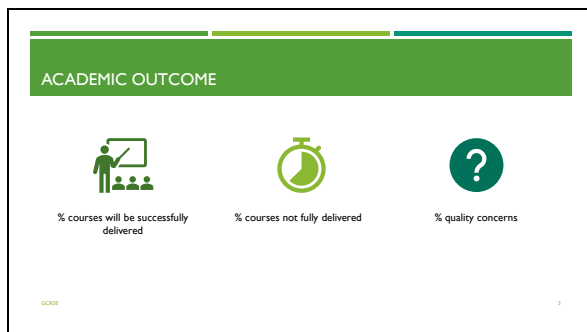 ACADEMIC OUTCOME
?
% courses will be successfully
delivered
% courses not fully delivered
% quality concerns
GCRSE
3